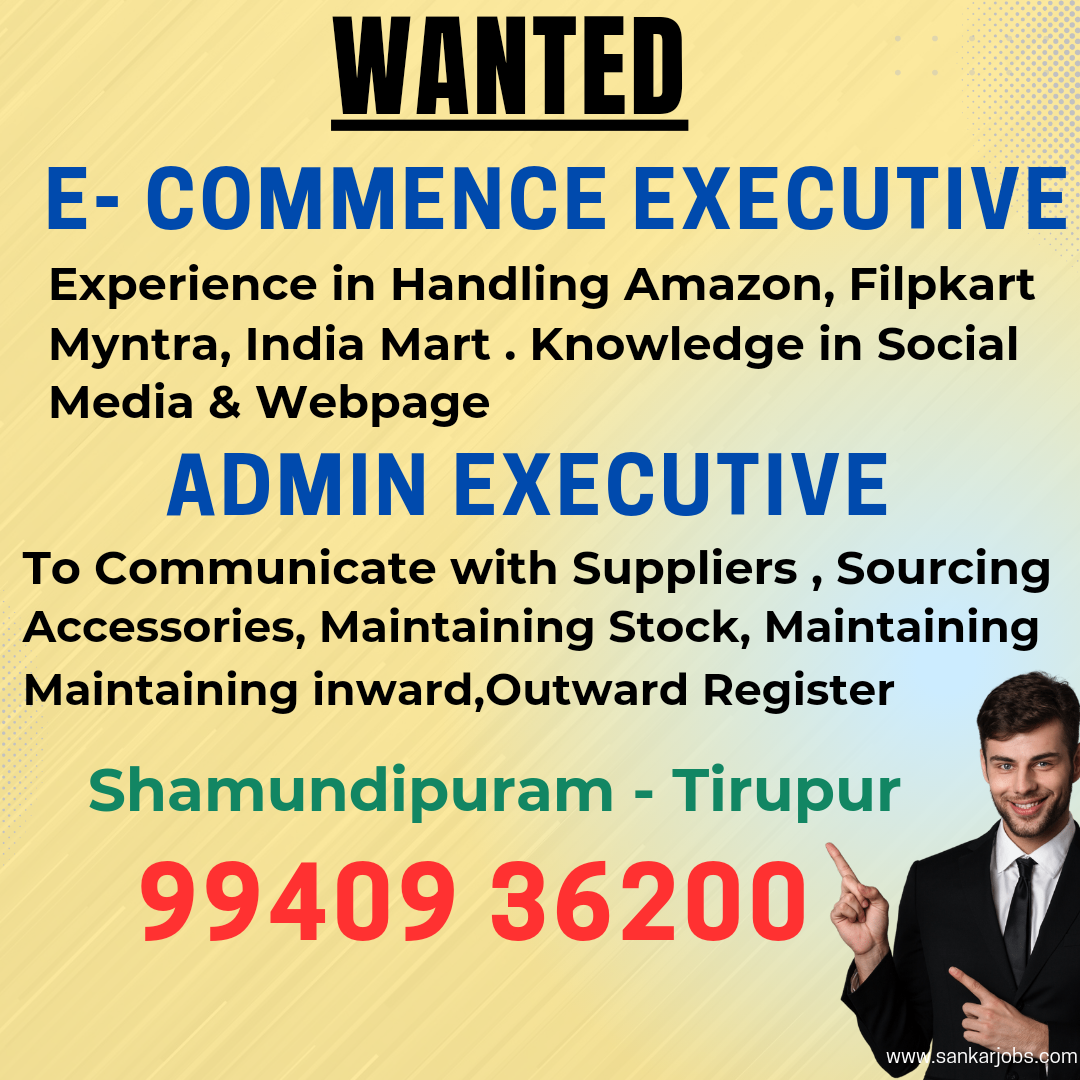 WANTED
E- COMMENCE EXECUTIVE
Experience in Handling Amazon, Filpkart
Myntra, India Mart . Knowledge in Social
Media & Webpage
ADMIN EXECUTIVE
To Communicate with Suppliers , Sourcing
Accessories, Maintaining Stock, Maintaining
Maintaining inward,Outward Register
Shamundipuram - Tirupur
99409 36200
www.sankarjobs.com